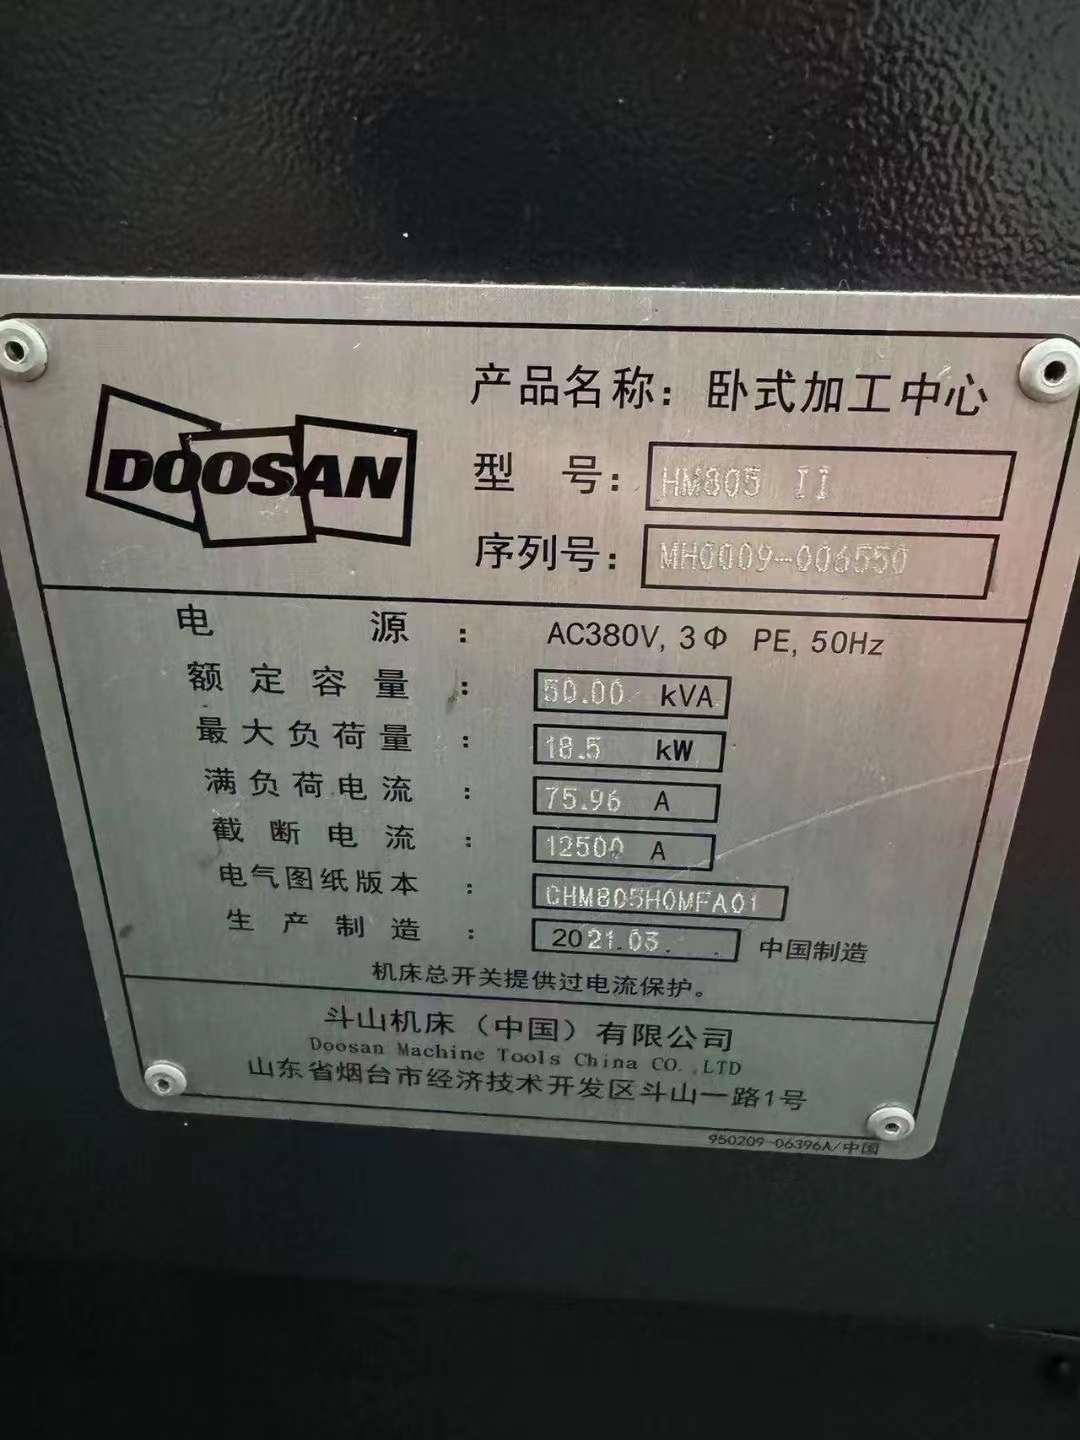 DOOSAN
产品名称：卧式加工中心
型 号：HM805 II
序列号：MH0009-006550
电 源：AC380V, 3Φ PE, 50Hz
额定容量：50.00 kVA
最大负荷量：18.5 kW
满负荷电流：75.96 A
截断电流：12500 A
电气图纸版本：CHM805H0MFA01
生产制造：2021.03. . 中国制造
机床总开关提供过电流保护。
斗山机床（中国）有限公司
Doosan Machine Tools China CO.,LTD
山东省烟台市经济技术开发区斗山一路1号
950209-06396A/中国